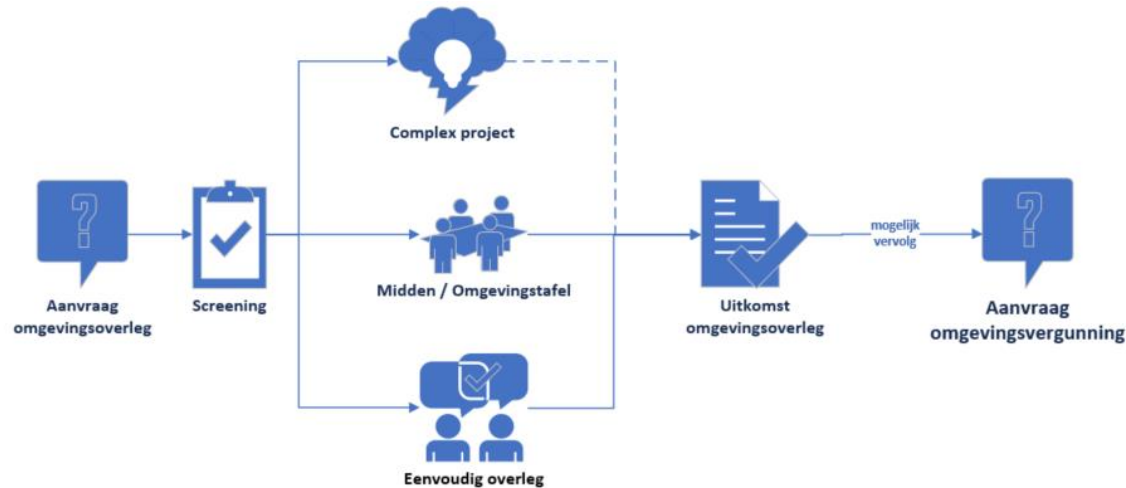 Complex project
Aanvraag
omgevingsoverleg
Screening
Midden / Omgevingstafel
Uitkomst
omgevingsoverleg
mogelijk
vervolg
Aanvraag
omgevingsvergunning
Eenvoudig overleg